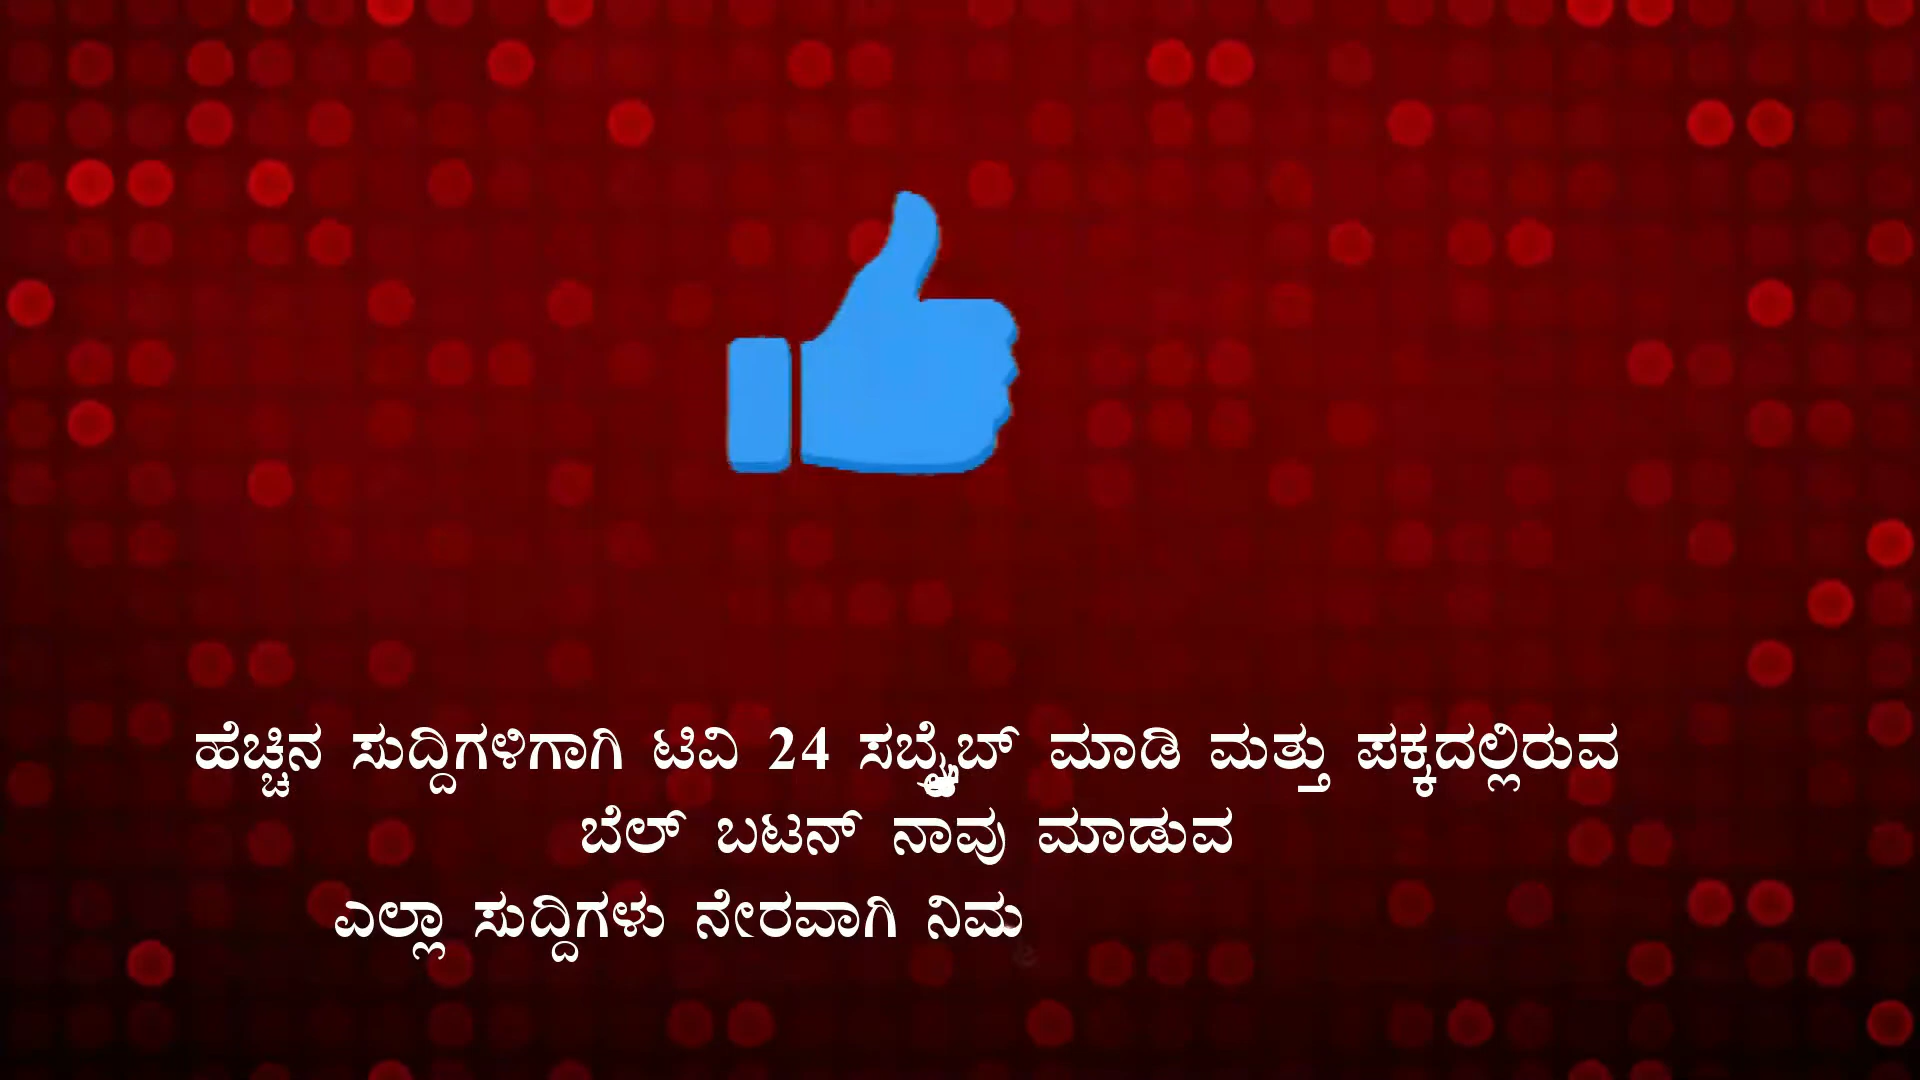 ಹೆಚ್ಚಿನ ಸುದ್ದಿಗಳಿಗಾಗಿ ಟಿವಿ 24 ಸಬ್ಸ್ಕ್ರೈಬ್ ಮಾಡಿ ಮತ್ತು ಪಕ್ಕದಲ್ಲಿರುವ
ಬೆಲ್ ಬಟನ್ ನಾವು ಮಾಡುವ
ಎಲ್ಲಾ ಸುದ್ದಿಗಳು ನೇರವಾಗಿ ನಿಮ